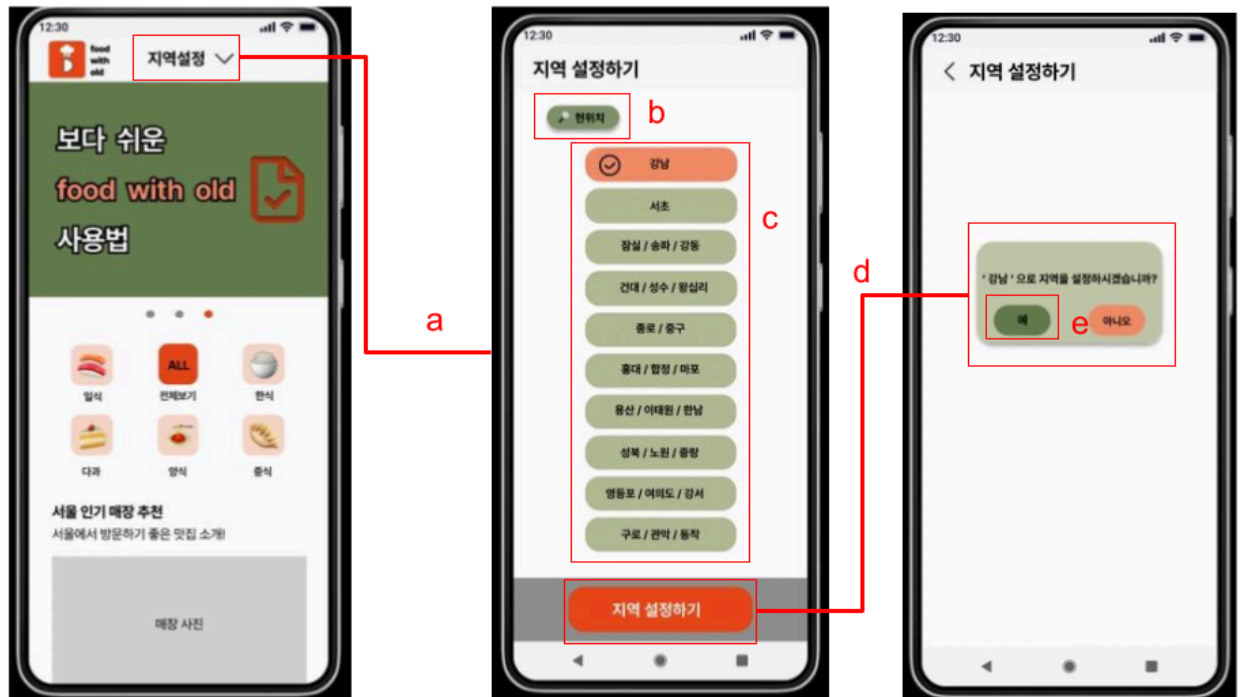 12:30
food
with
old
지역설정
보다 쉬운
food with old
사용법
일식
ALL
전체보기
한식
다과
양식
중식
서울 인기 매장 추천
서울에서 방문하기 좋은 맛집 소개!
매장 사진
a
12:30
지역 설정하기
현위치
b
강남
서초
잠실 / 송파 / 강동
건대 / 성수 / 왕십리
종로 / 중구
홍대 / 합정 / 마포
용산 / 이태원 / 한남
성북 / 노원 / 중랑
영등포 / 여의도 / 강서
구로 / 관악 / 동작
c
지역 설정하기
d
12:30
지역 설정하기
' 강남 ' 으로 지역을 설정하시겠습니까?
예
e
아니오